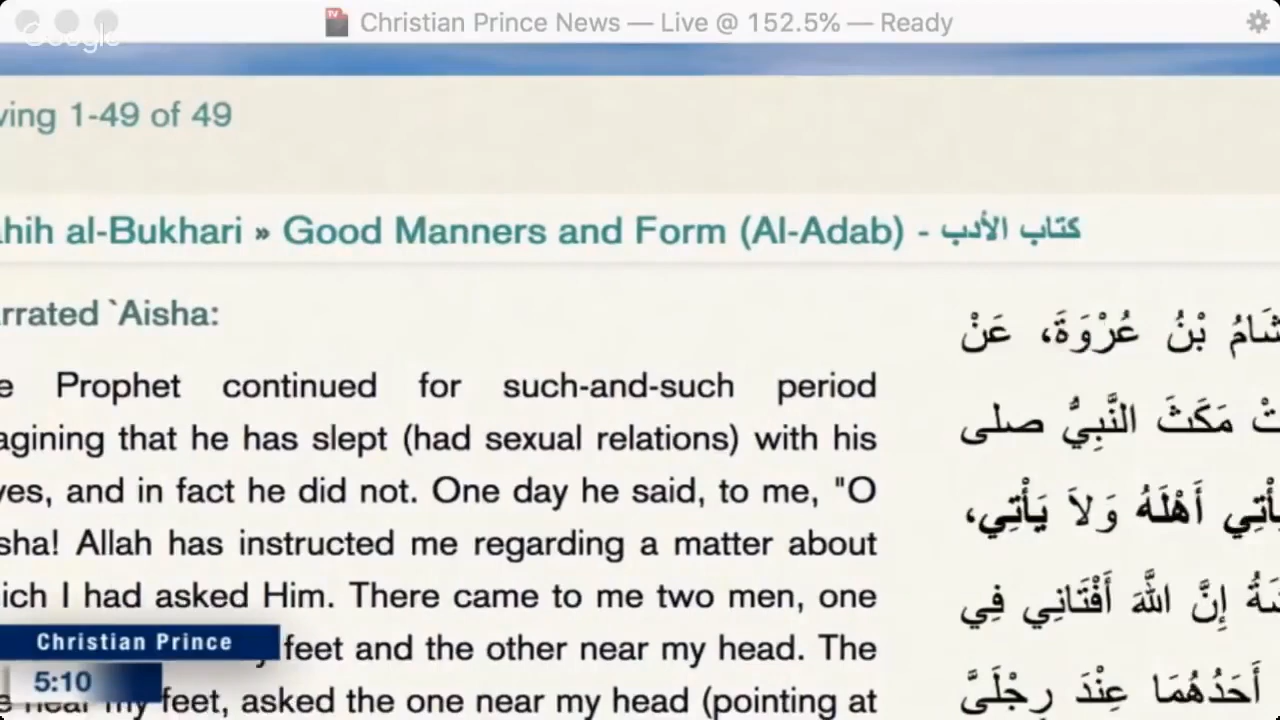 Christian Prince News — Live @ 152.5% — Ready
Google
ving 1-49 of 49
ahih al-Bukhari » Good Manners and Form (Al-Adab) - كتاب الأدب
rrated `Aisha:
e Prophet continued for such-and-such period
agining that he has slept (had sexual relations) with his
ves, and in fact he did not. One day he said, to me, "O
sha! Allah has instructed me regarding a matter about
ich I had asked Him. There came to me two men, one
feet and the other near my head. The
near my feet, asked the one near my head (pointing at
شَامُ بْنُ عُرْوَةَ، عَنْ
تْ مَكَثَ النَّبِيُّ صلى
يَأْتِي أَهْلَهُ وَلاَ يَأْتِي،
شَةُ إِنَّ اللَّهَ أَفْتَانِي فِي
أَحَدُهُمَا عِنْدَ رِجْلَىَّ
Christian Prince
5:10